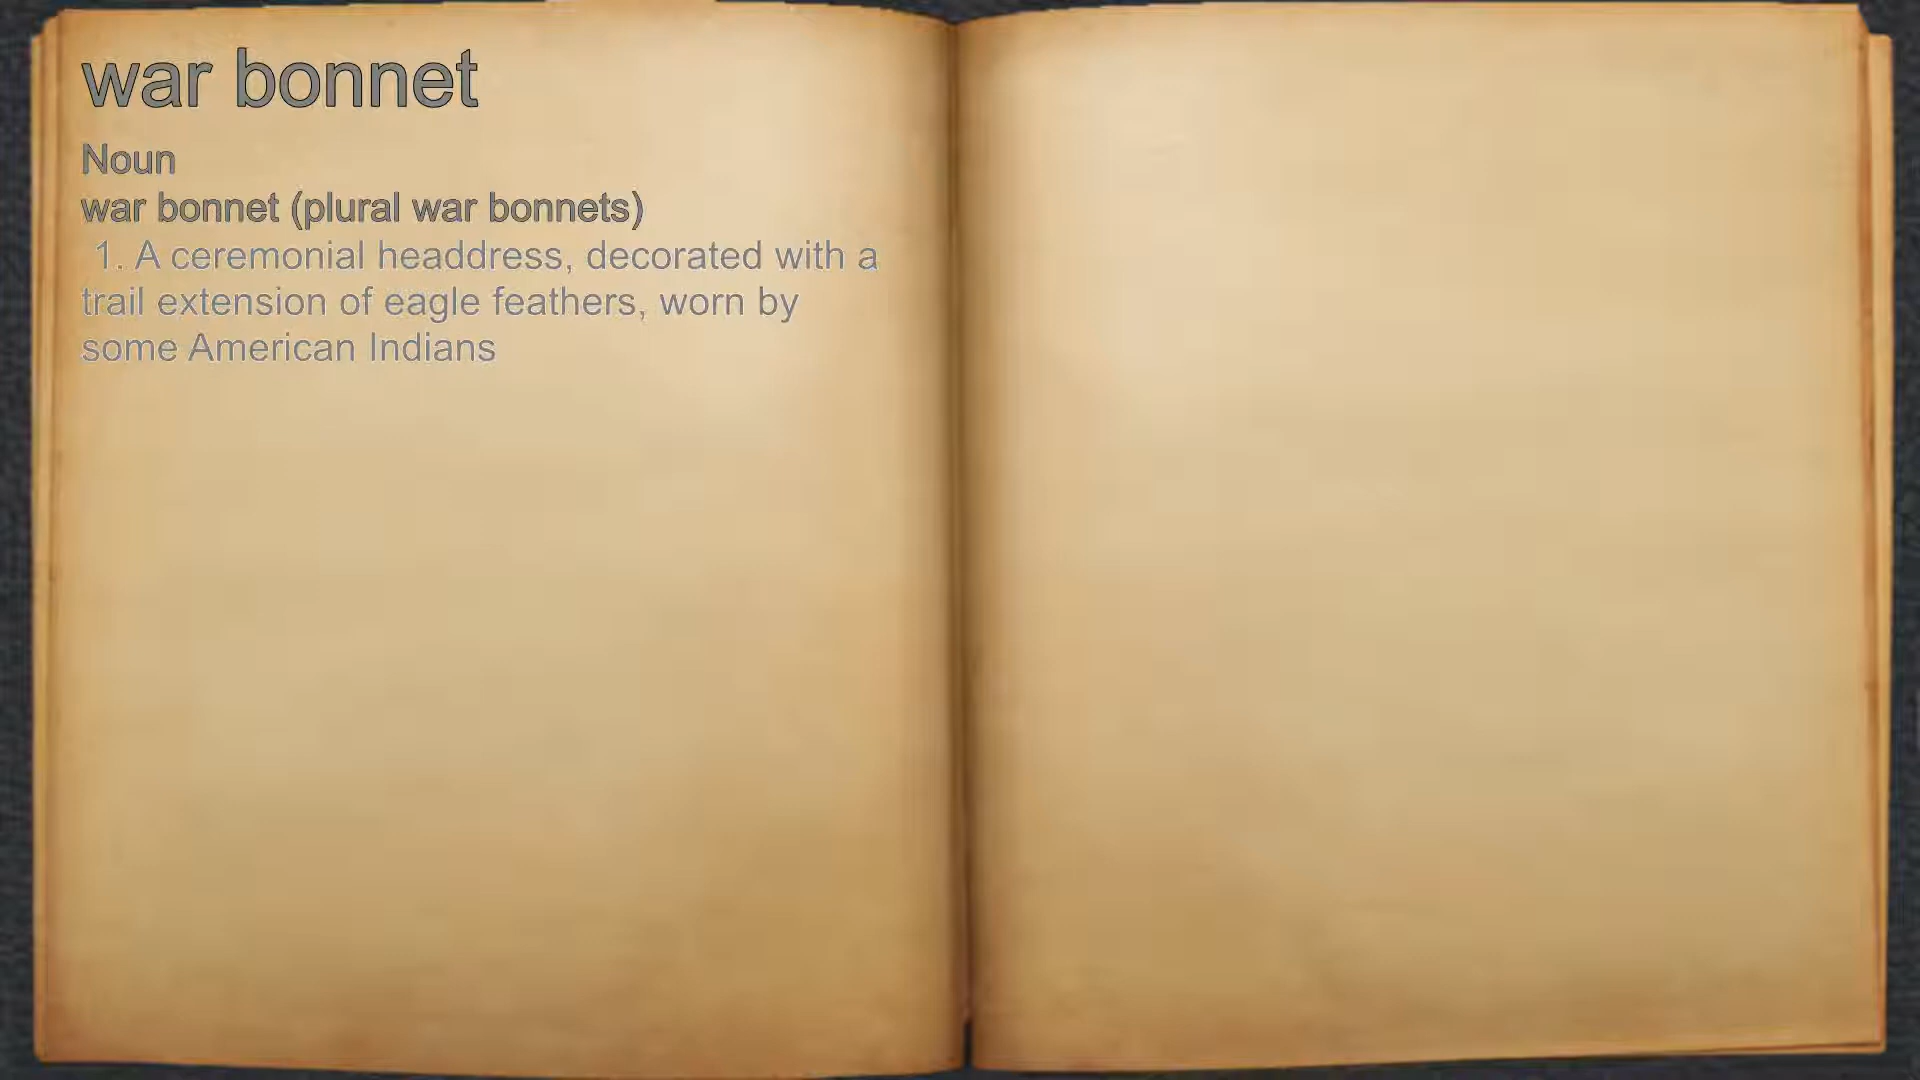 war bonnet
Noun
war bonnet (plural war bonnets)
1. A ceremonial headdress, decorated with a
trail extension of eagle feathers, worn by
some American Indians